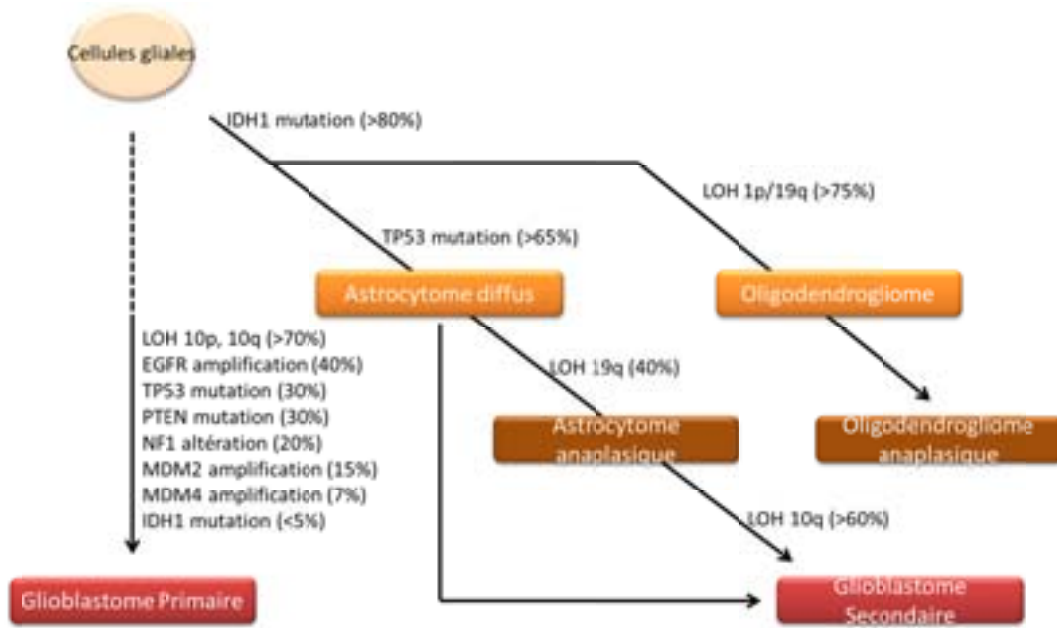 Cellules gliales
IDH1 mutation (>80%)
LOH 1p/19q (>75%)
TP53 mutation (>65%)
Astrocytome diffus
Oligodendrogliome
LOH 10p, 10q (>70%)
EGFR amplification (40%)
TP53 mutation (30%)
PTEN mutation (30%)
NF1 altération (20%)
MDM2 amplification (15%)
MDM4 amplification (7%)
IDH1 mutation (<5%)
LOH 19q (40%)
Astrocytome
anaplasique
Oligodendrogliome
anaplasique
LOH 10q (>60%)
Glioblastome Primaire
Glioblastome
Secondaire